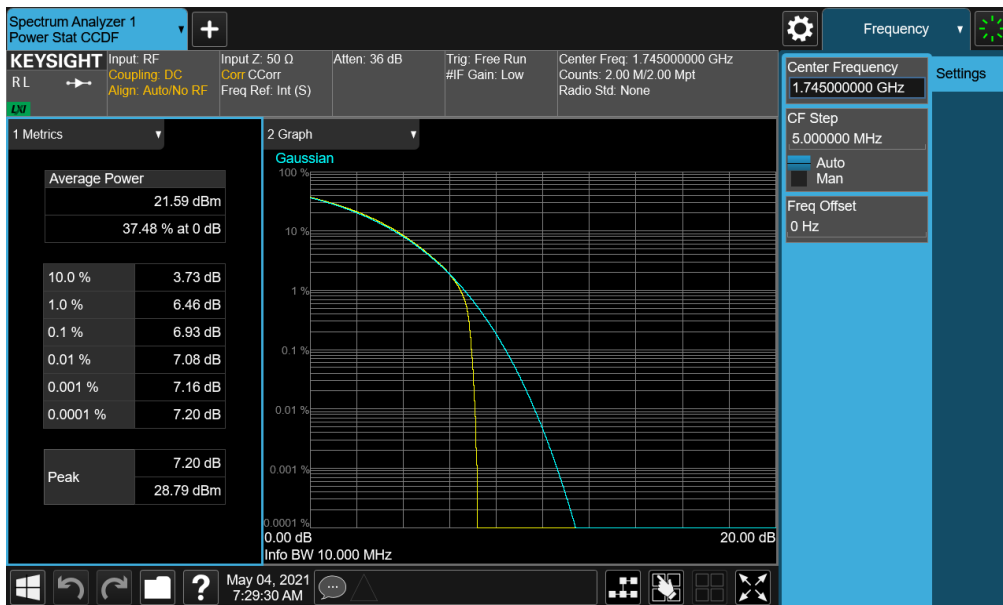 Spectrum Analyzer 1
Power Stat CCDF
+
Frequency
KEYSIGHT
R L
LXI
Input: RF
Coupling: DC
Align: Auto/No RF
Input Z: 50 Ω
Corr CCorr
Freq Ref: Int (S)
Atten: 36 dB
Trig: Free Run
#IF Gain: Low
Center Freq: 1.745000000 GHz
Counts: 2.00 M/2.00 Mpt
Radio Std: None
Center Frequency
1.745000000 GHz
Settings
CF Step
5.000000 MHz
Auto
Man
Freq Offset
0 Hz
1 Metrics
Average Power
21.59 dBm
37.48 % at 0 dB
10.0 % 3.73 dB
1.0 % 6.46 dB
0.1 % 6.93 dB
0.01 % 7.08 dB
0.001 % 7.16 dB
0.0001 % 7.20 dB
Peak
7.20 dB
28.79 dBm
2 Graph
Gaussian
100 %
10 %
1 %
0.1 %
0.01 %
0.001 %
0.0001 %
0.00 dB 20.00 dB
Info BW 10.000 MHz
?
May 04, 2021
7:29:30 AM